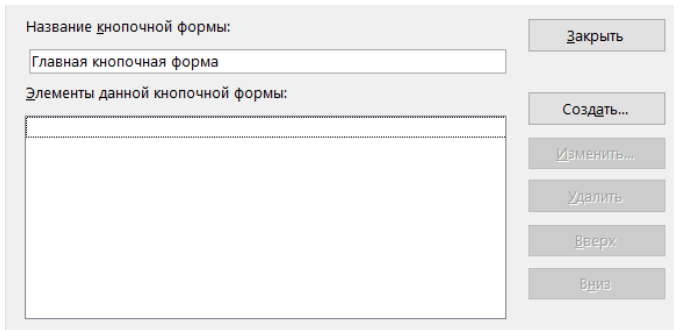 Название кнопочной формы:
Закрыть
Главная кнопочная форма
Элементы данной кнопочной формы:
Создать...
Изменить...
Удалить
Вверх
Вниз